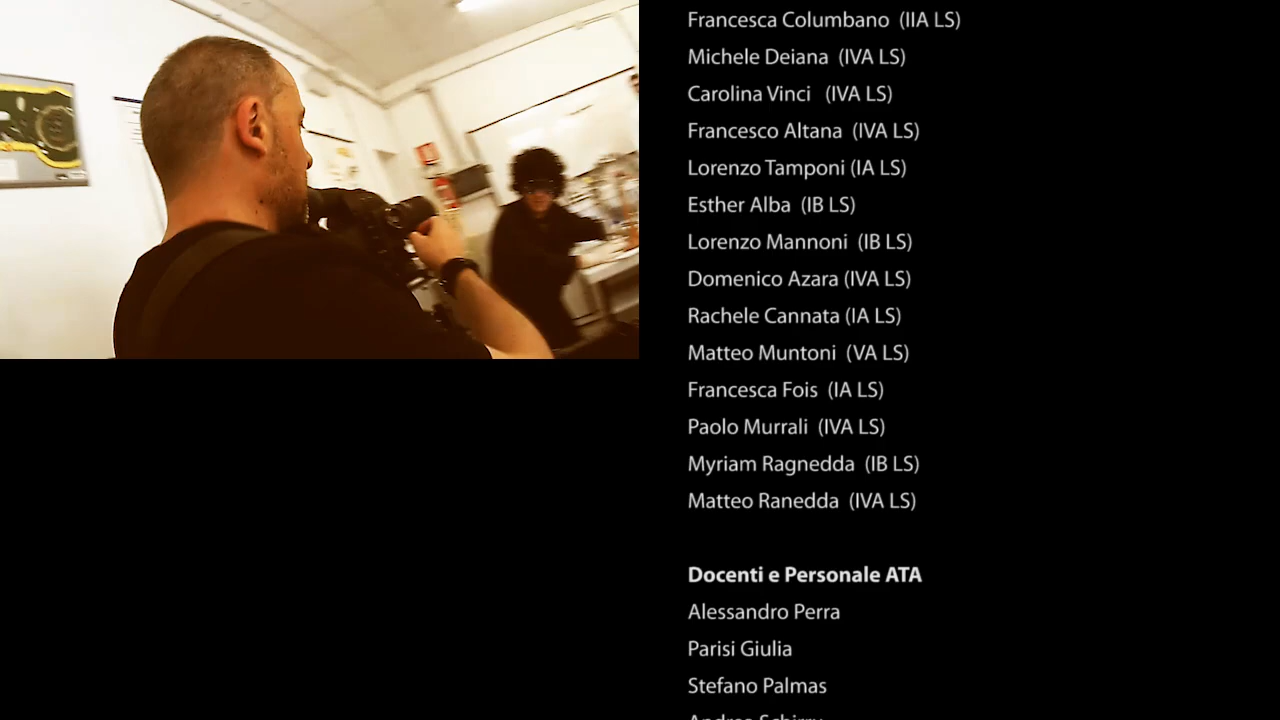 Francesca Columbano (IIA LS)
Michele Deiana (IVA LS)
Carolina Vinci (IVA LS)
Francesco Altana (IVA LS)
Lorenzo Tamponi (IA LS)
Esther Alba (IB LS)
Lorenzo Mannoni (IB LS)
Domenico Azara (IVA LS)
Rachele Cannata (IA LS)
Matteo Muntoni (VA LS)
Francesca Fois (IA LS)
Paolo Murrali (IVA LS)
Myriam Ragnedda (IB LS)
Matteo Ranedda (IVA LS)
Docenti e Personale ATA
Alessandro Perra
Parisi Giulia
Stefano Palmas